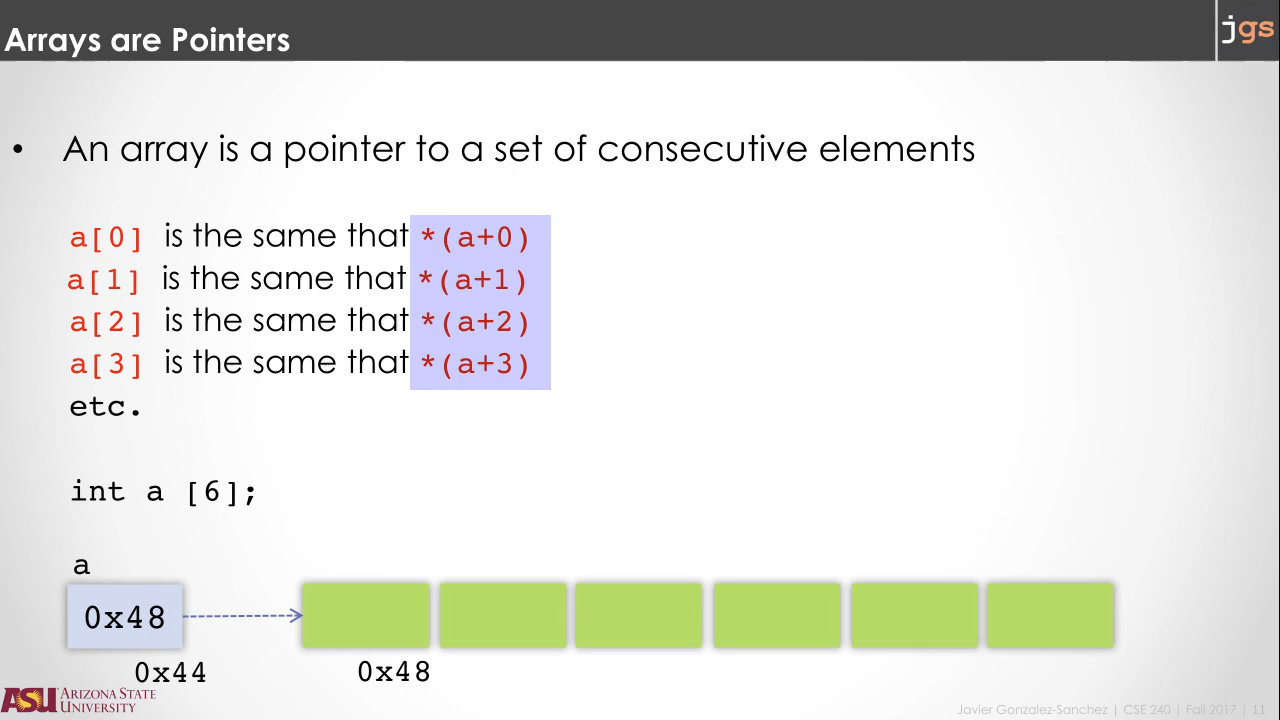 Arrays are Pointers
jgs
• An array is a pointer to a set of consecutive elements
a[0] is the same that *(a+0)
a[1] is the same that *(a+1)
a[2] is the same that *(a+2)
a[3] is the same that *(a+3)
etc.
int a [6];
a
0x48
0x44 0x48
ASU ARIZONA STATE
UNIVERSITY
Javier Gonzalez-Sanchez | CSE 240 | Fall 2017 | 11